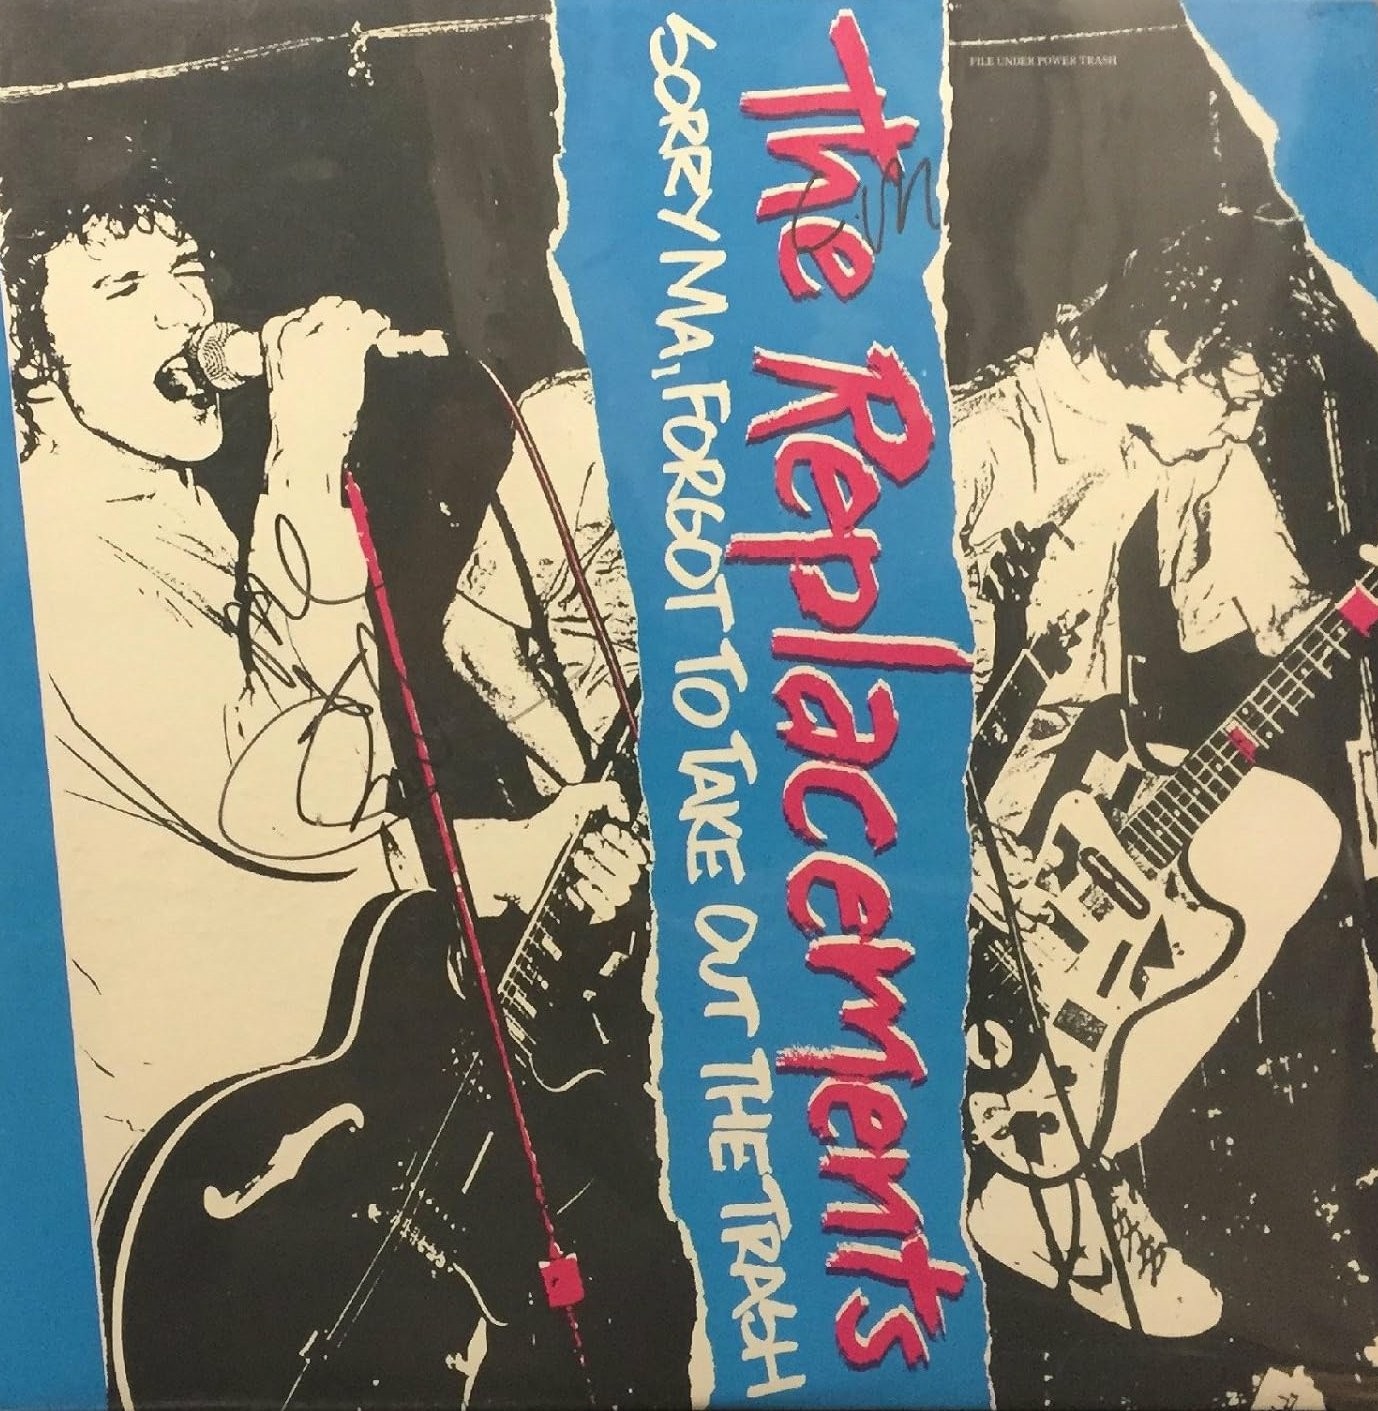 FILE UNDER POWER TRASH
The Replacements
SORRY MA, FORGOT TO TAKE OUT THE TRASH